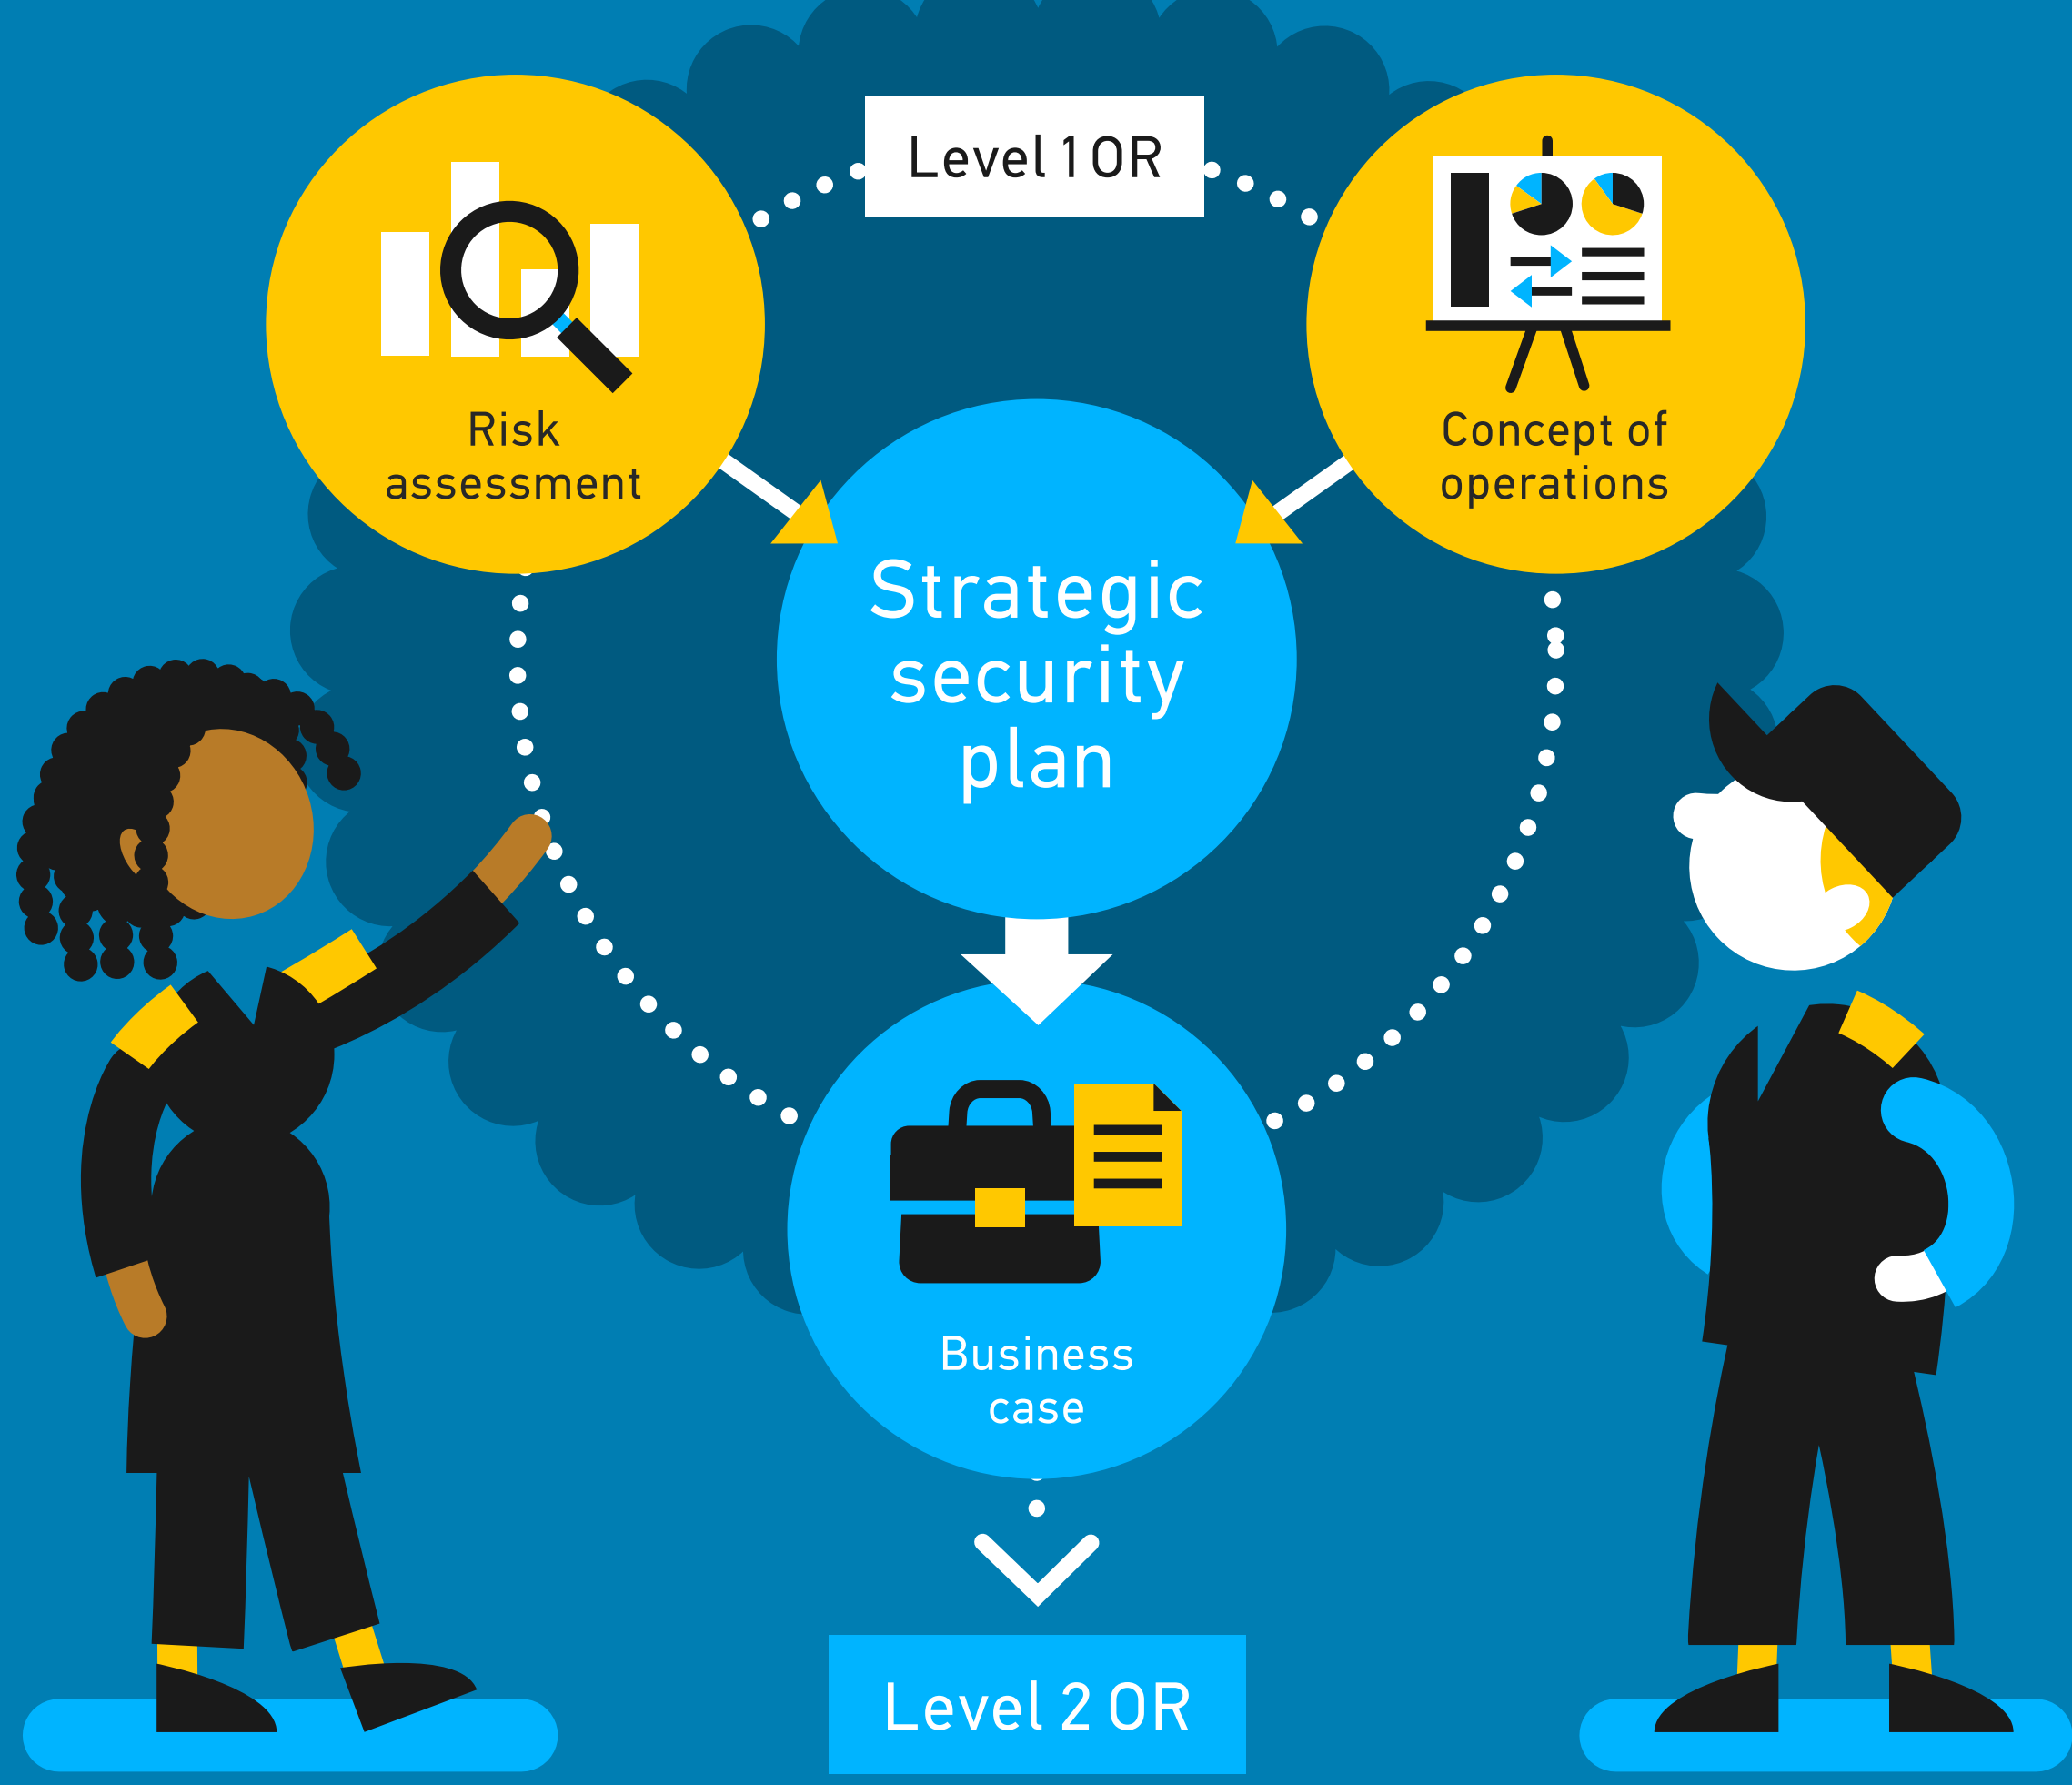 Level 1 OR
Risk
assessment
Concept of
operations
Strategic
security
plan
Business
case
Level 2 OR